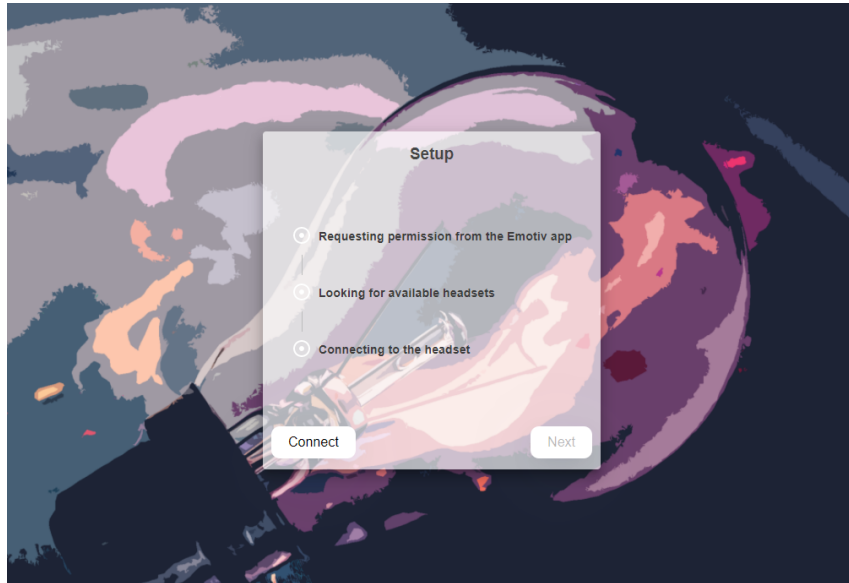 Setup
Requesting permission from the Emotiv app
Looking for available headsets
Connecting to the headset
Connect
Next